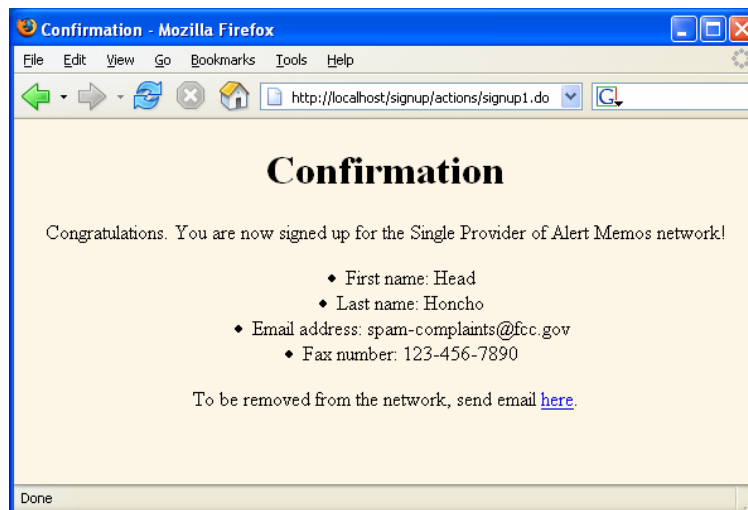 Confirmation - Mozilla Firefox
File Edit View Go Bookmarks Tools Help
http://localhost/signup/actions/signup1.do G
Confirmation
Congratulations. You are now signed up for the Single Provider of Alert Memos network!
• First name: Head
• Last name: Honcho
• Email address: spam-complaints@fcc.gov
• Fax number: 123-456-7890
To be removed from the network, send email here.
Done